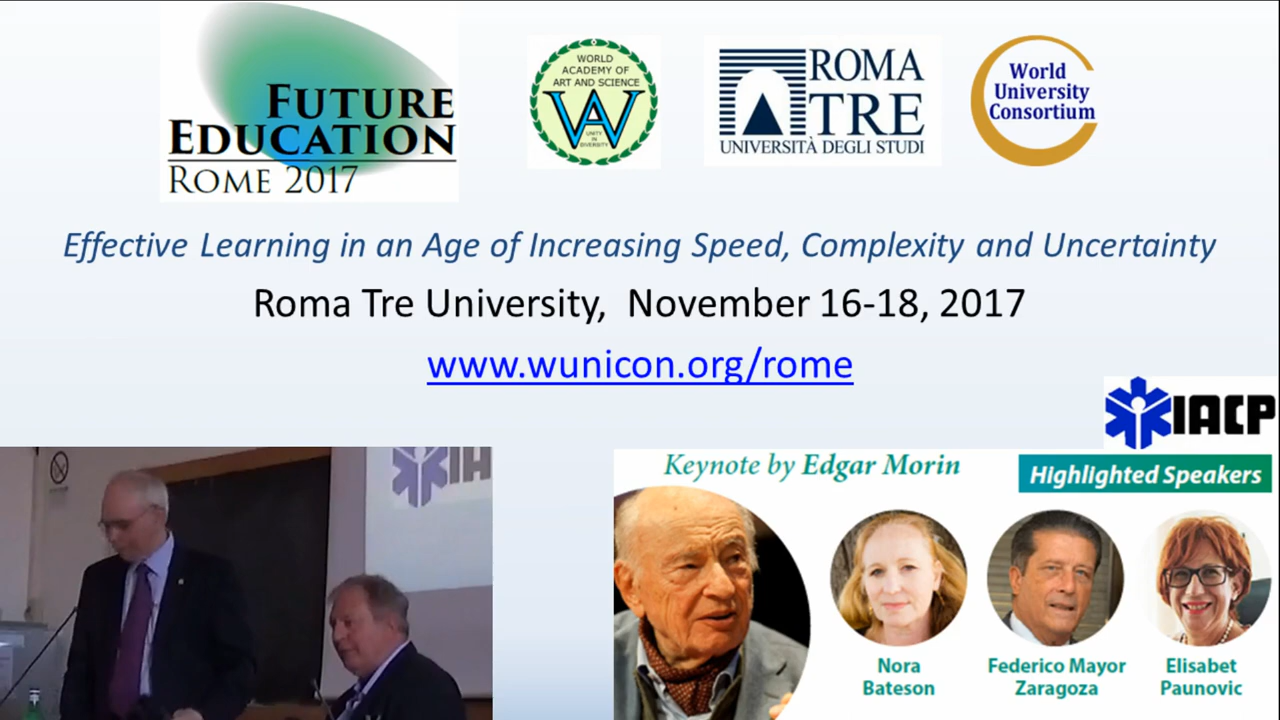 FUTURE
EDUCATION
ROME 2017
WORLD
ACADEMY OF
ART AND SCIENCE
UNITY
IN
DIVERSITY
ROMA
TRE
UNIVERSITÀ DEGLI STUDI
World
University
Consortium
Effective Learning in an Age of Increasing Speed, Complexity and Uncertainty
Roma Tre University, November 16-18, 2017
www.wunicon.org/rome
IACP
IA
Keynote by Edgar Morin
Highlighted Speakers
Nora
Bateson
Federico Mayor
Zaragoza
Elisabet
Paunovic